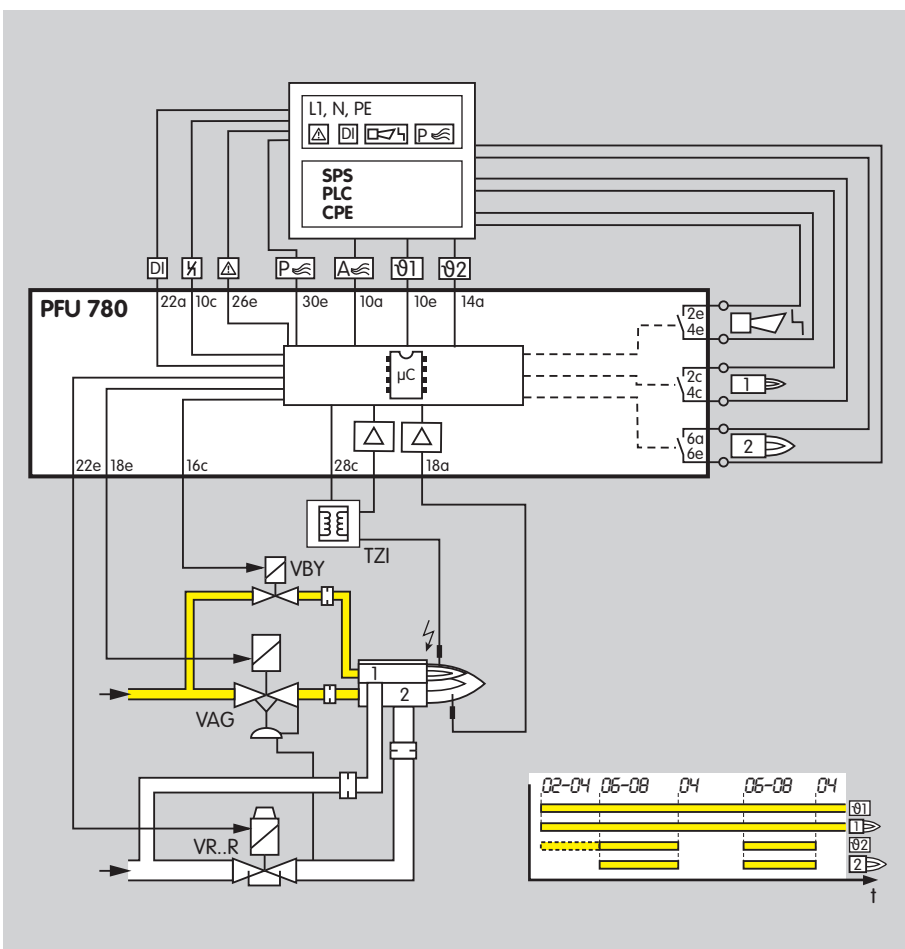 L1, N, PE
DI P
SPS
PLC
CPE
DI P A ϑ1 ϑ2
PFU 780
22a 10c 26e 30e 10a 10e 14a
2e
4e
µC
2c
4c
1
6a
6e
2
22e 18e 16c 28c 18a
TZI
VBY
1
2
VAG
VR..R
02-04 06-08 04 06-08 04
ϑ1
1
ϑ2
2
t